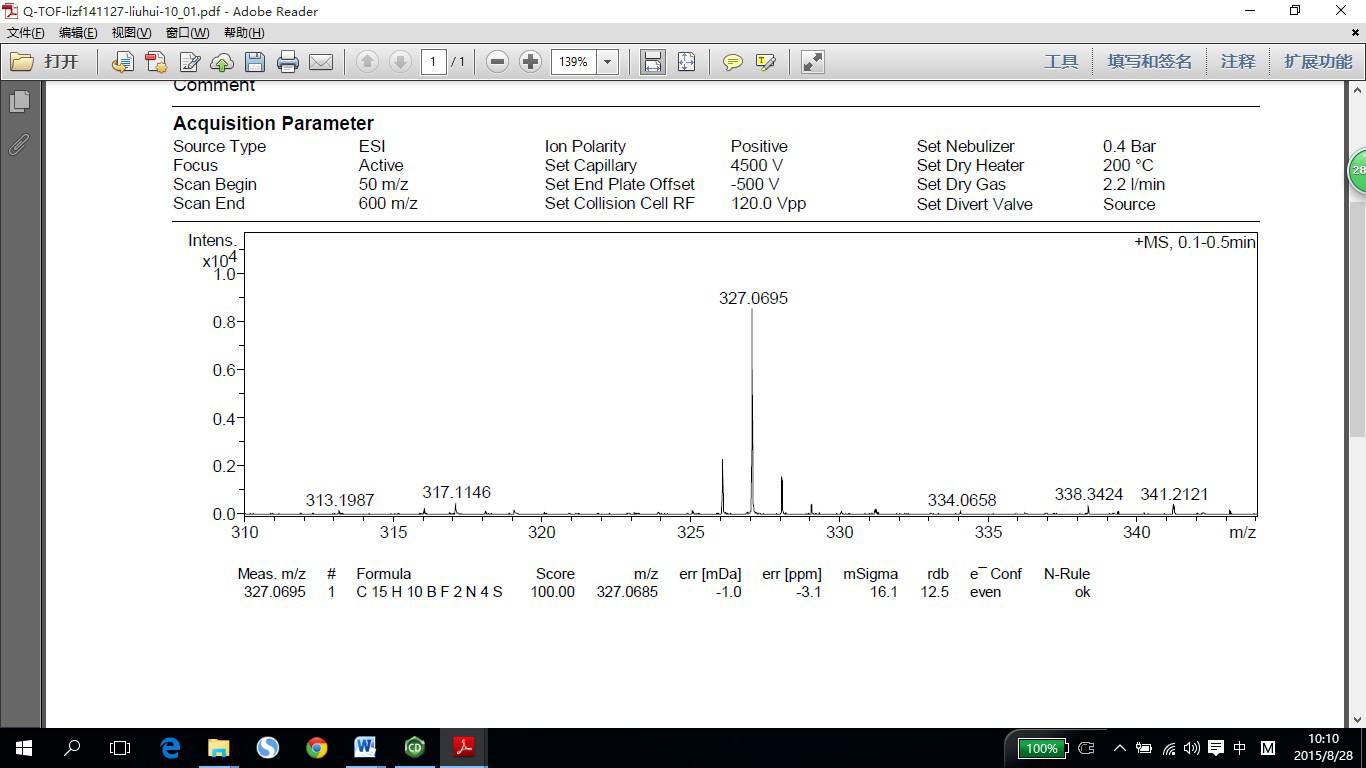 Q-TOF-lizf141127-liuhui-10_01.pdf - Adobe Reader
文件(F) 编辑(E) 视图(V) 窗口(W) 帮助(H)
打开 1 / 1 139% 工具 填写和签名 注释 扩展功能
Comment
Acquisition Parameter
Source Type ESI Ion Polarity Positive Set Nebulizer 0.4 Bar
Focus Active Set Capillary 4500 V Set Dry Heater 200 °C
Scan Begin 50 m/z Set End Plate Offset -500 V Set Dry Gas 2.2 l/min
Scan End 600 m/z Set Collision Cell RF 120.0 Vpp Set Divert Valve Source
Intens. +MS, 0.1-0.5min
x10⁴
1.0
327.0695
0.8
0.6
0.4
0.2
313.1987 317.1146 334.0658 338.3424 341.2121
0.0
310 315 320 325 330 335 340 m/z
Meas. m/z # Formula Score m/z err [mDa] err [ppm] mSigma rdb e¯ Conf N-Rule
327.0695 1 C 15 H 10 B F 2 N 4 S 100.00 327.0685 -1.0 -3.1 16.1 12.5 even ok
28
W CD 100% 中 M 10:10
2015/8/28